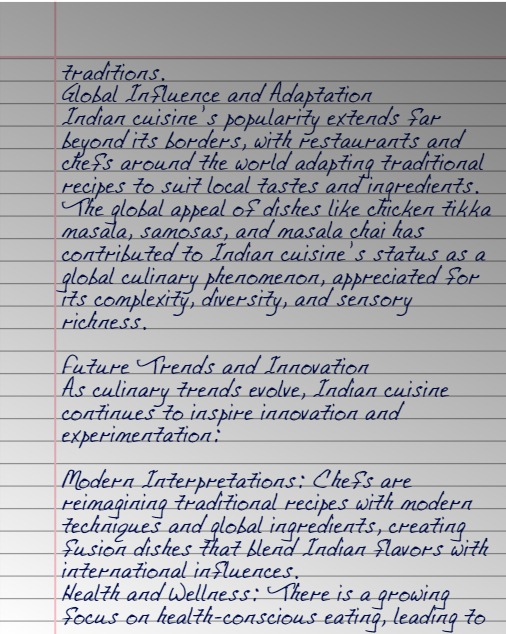 traditions.
Global Influence and Adaptation
Indian cuisine's popularity extends far
beyond its borders, with restaurants and
chefs around the world adapting traditional
recipes to suit local tastes and ingredients.
The global appeal of dishes like chicken tikka
masala, samosas, and masala chai has
contributed to Indian cuisine's status as a
global culinary phenomenon, appreciated for
its complexity, diversity, and sensory
richness.
Future Trends and Innovation
As culinary trends evolve, Indian cuisine
continues to inspire innovation and
experimentation:
Modern Interpretations: Chefs are
reimagining traditional recipes with modern
techniques and global ingredients, creating
fusion dishes that blend Indian flavors with
international influences.
Health and Wellness: There is a growing
focus on health-conscious eating, leading to